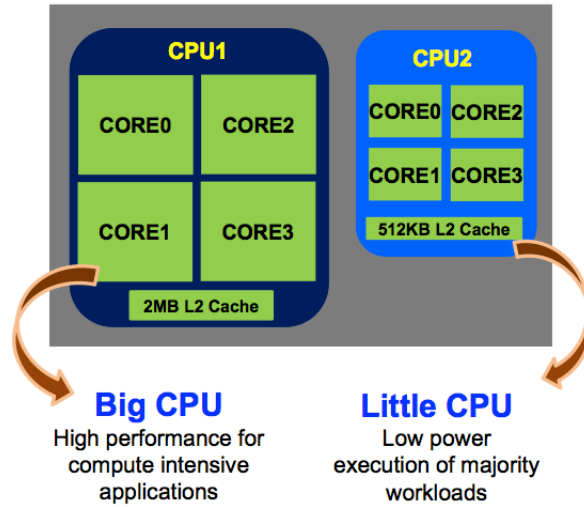 CPU1
CORE0
CORE2
CORE1
CORE3
2MB L2 Cache
CPU2
CORE0
CORE2
CORE1
CORE3
512KB L2 Cache
Big CPU
High performance for
compute intensive
applications
Little CPU
Low power
execution of majority
workloads